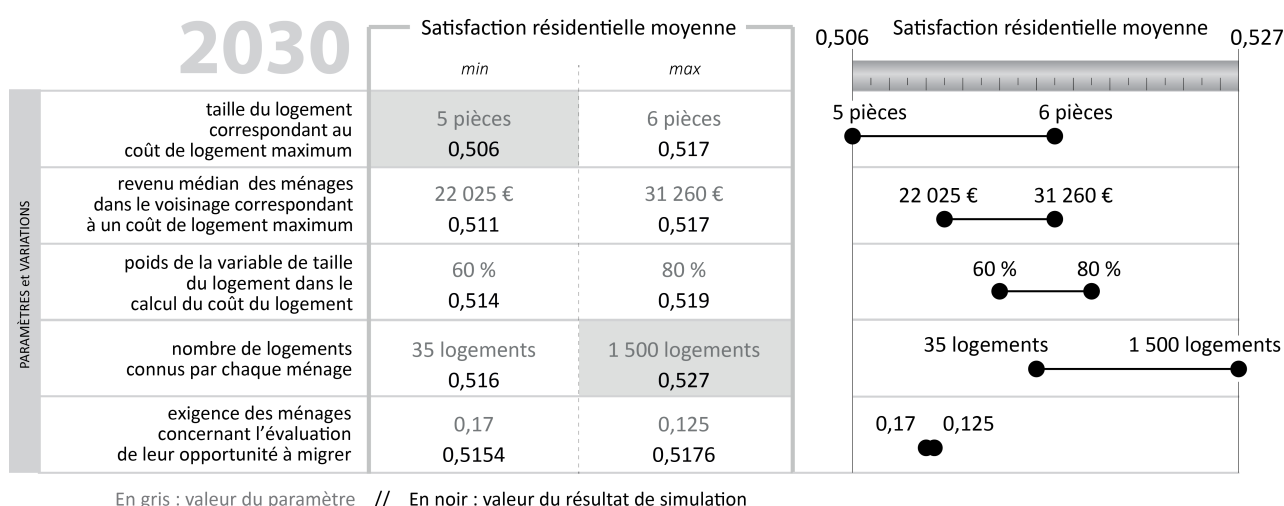 2030
Satisfaction résidentielle moyenne
min
max
PARAMÈTRES et VARIATIONS
taille du logement
correspondant au
coût de logement maximum
5 pièces
0,506
6 pièces
0,517
revenu médian des ménages
dans le voisinage correspondant
à un coût de logement maximum
22 025 €
0,511
31 260 €
0,517
poids de la variable de taille
du logement dans le
calcul du coût du logement
60 %
0,514
80 %
0,519
nombre de logements
connus par chaque ménage
35 logements
0,516
1 500 logements
0,527
exigence des ménages
concernant l'évaluation
de leur opportunité à migrer
0,17
0,5154
0,125
0,5176
Satisfaction résidentielle moyenne
0,506
0,527
5 pièces
6 pièces
22 025 €
31 260 €
60 %
80 %
35 logements
1 500 logements
0,17
0,125
En gris : valeur du paramètre // En noir : valeur du résultat de simulation